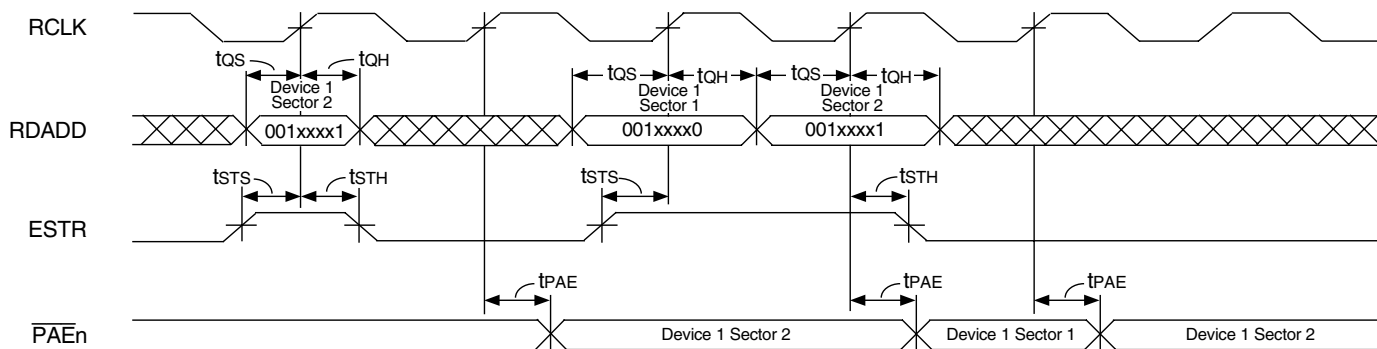 RCLK
tQS tQH tQS tQH tQS tQH
Device 1
Sector 2
Device 1
Sector 1
Device 1
Sector 2
RDADD 001xxxx1 001xxxx0 001xxxx1
tSTS tSTH tSTS tSTH
ESTR
tPAE tPAE tPAE
PAEn Device 1 Sector 2 Device 1 Sector 1 Device 1 Sector 2